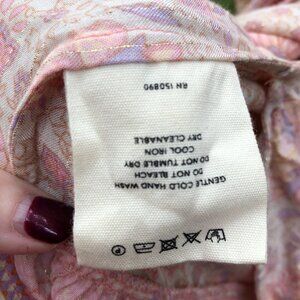 GENTLE COLD HAND WASH
DO NOT BLEACH
DO NOT TUMBLE DRY
COOL IRON
DRY CLEANABLE
RN 150890